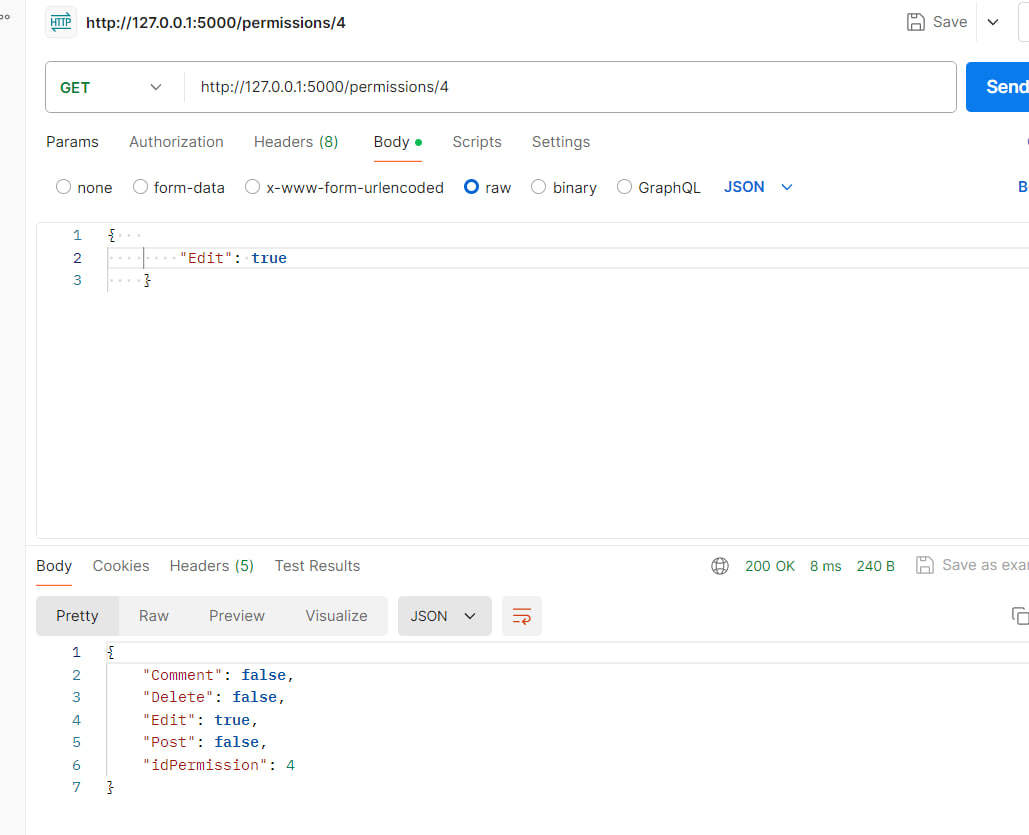 HTTP http://127.0.0.1:5000/permissions/4 Save
GET http://127.0.0.1:5000/permissions/4 Send
Params Authorization Headers (8) Body Scripts Settings
none form-data x-www-form-urlencoded raw binary GraphQL JSON B
1 {
2 "Edit": true
3 }
Body Cookies Headers (5) Test Results 200 OK 8 ms 240 B Save as exa
Pretty Raw Preview Visualize JSON
1 {
2 "Comment": false,
3 "Delete": false,
4 "Edit": true,
5 "Post": false,
6 "idPermission": 4
7 }